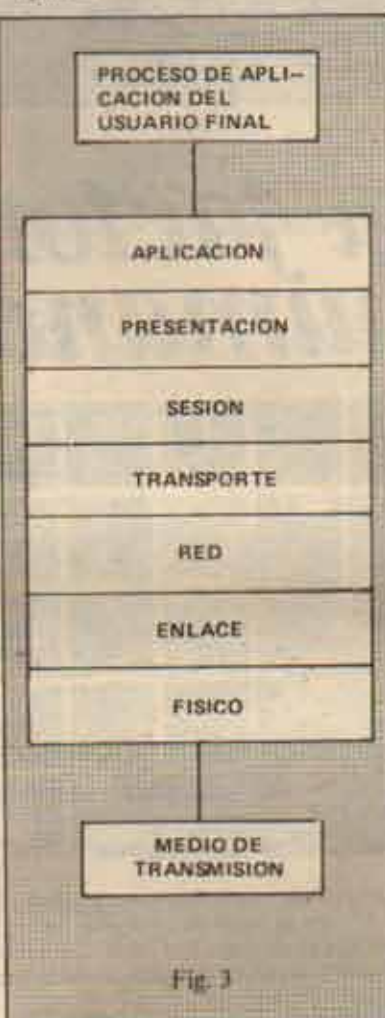 PROCESO DE APLI-
CACION DEL
USUARIO FINAL
APLICACION
PRESENTACION
SESION
TRANSPORTE
RED
ENLACE
FISICO
MEDIO DE
TRANSMISION
Fig. 3